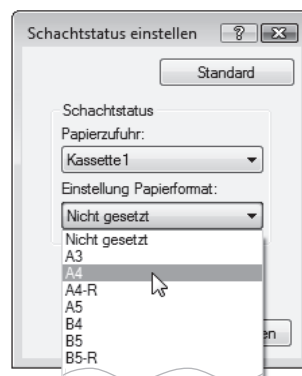 Schachtstatus einstellen
Standard
Schachtstatus
Papierzufuhr:
Kassette1
Einstellung Papierformat:
Nicht gesetzt
Nicht gesetzt
A3
A4
A4-R
A5
B4
B5
B5-R